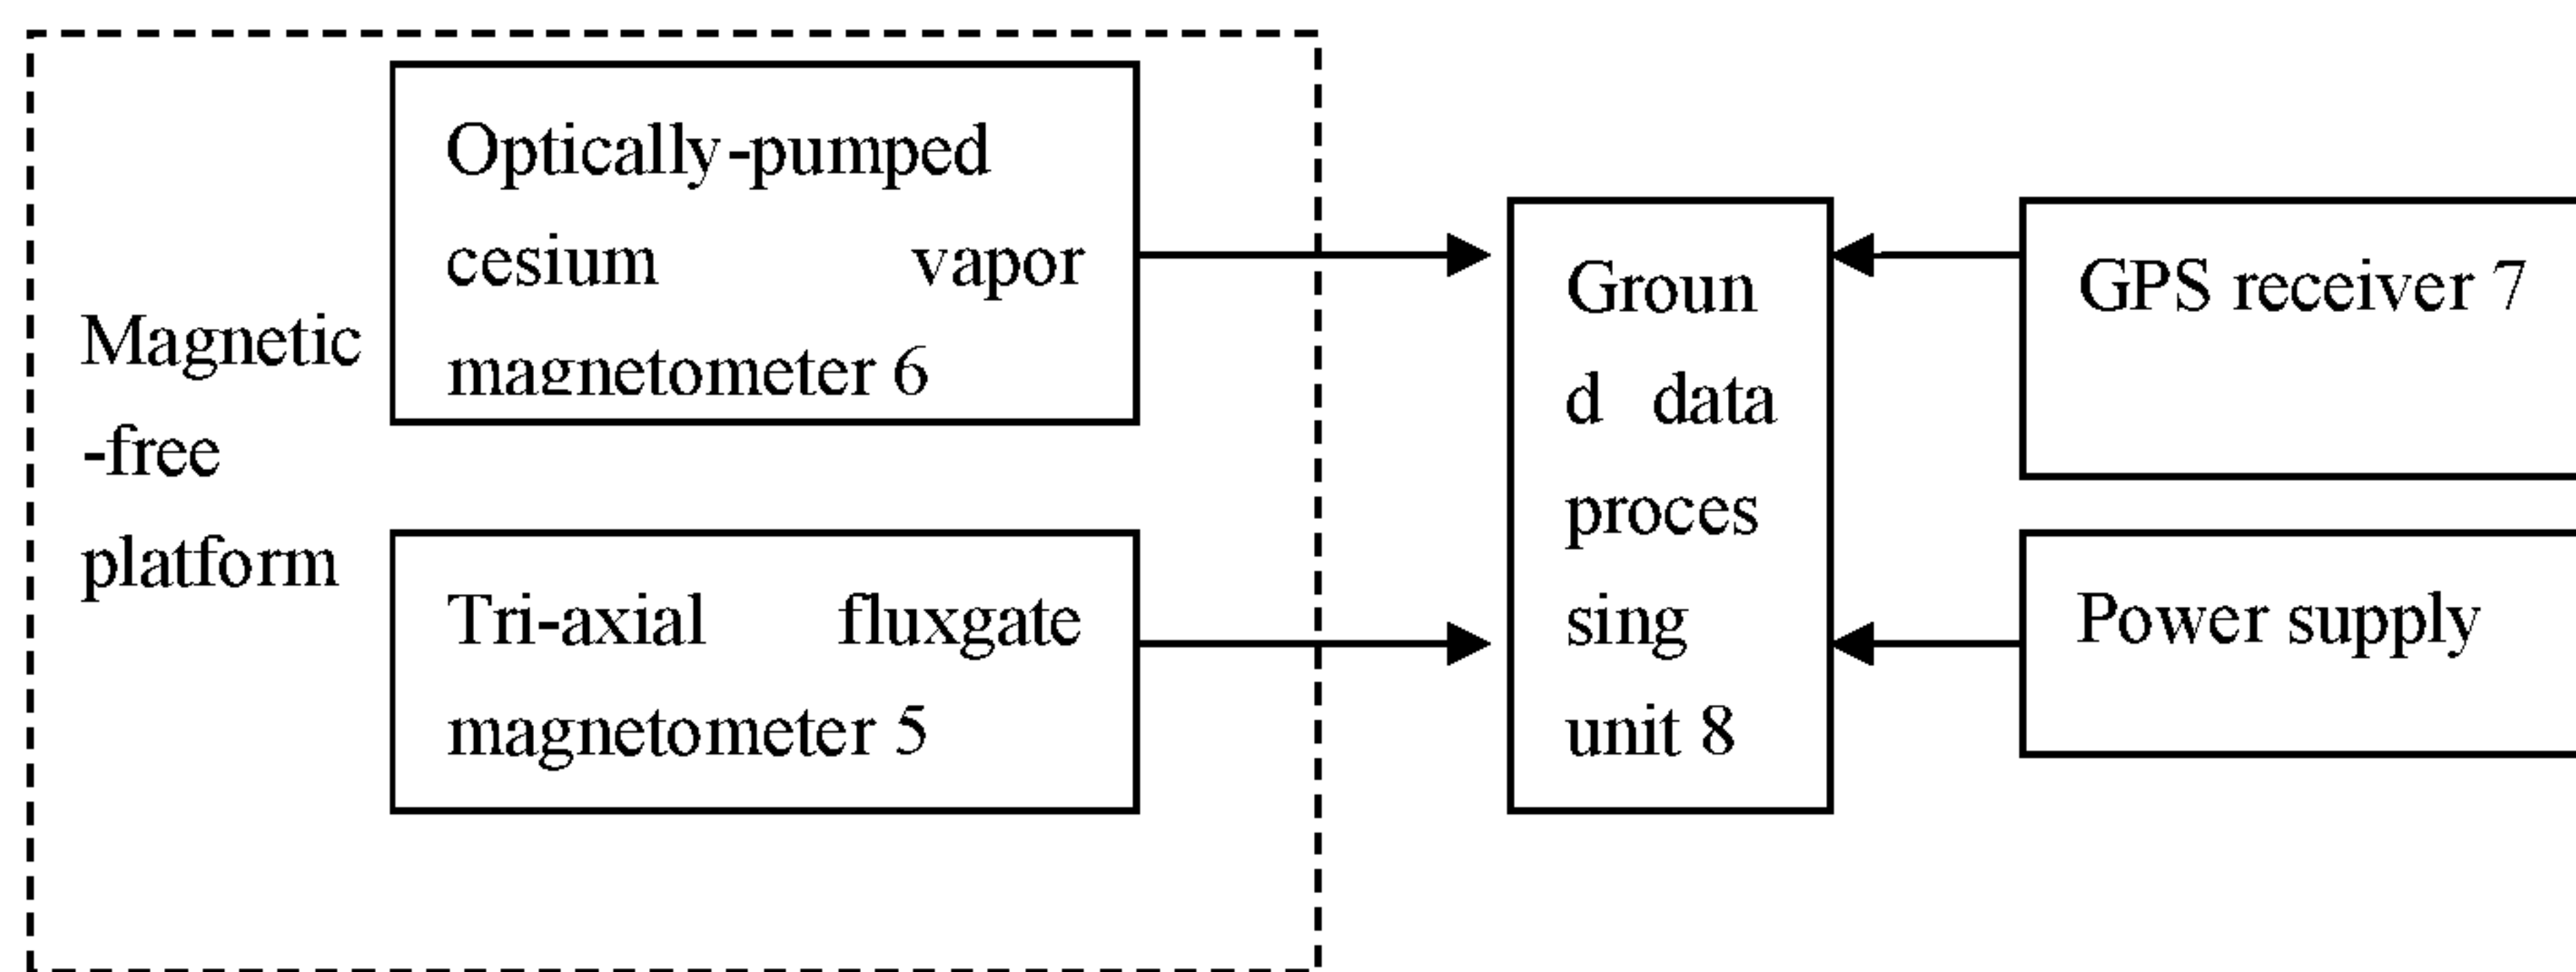 Magnetic
-free
platform
Optically-pumped
cesium vapor
magnetometer 6
Tri-axial fluxgate
magnetometer 5
Groun
d data
proces
sing
unit 8
GPS receiver 7
Power supply